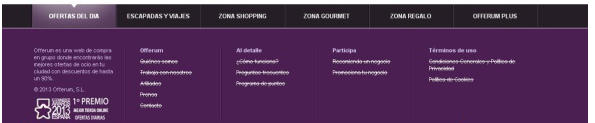 OFERTAS DEL DIA
ESCAPADAS Y VIAJES
ZONA SHOPPING
ZONA GOURMET
ZONA REGALO
OFFERUM PLUS
Offerum es una web de compra
en grupo donde encontrarás las
mejores ofertas de ocio en tu
ciudad con descuentos de hasta
un 90%.
© 2013 Offerum, S.L.
1º PREMIO
2013 MEJOR TIENDA ONLINE
ESPAÑA OFERTAS DIARIAS
Offerum
Quiénes somos
Trabaja con nosotros
Afiliados
Prensa
Contacto
Al detalle
¿Cómo funciona?
Preguntas frecuentes
Programa de puntos
Participa
Recomienda un negocio
Promociona tu negocio
Términos de uso
Condiciones Generales y Política de
Privacidad
Política de Cookies